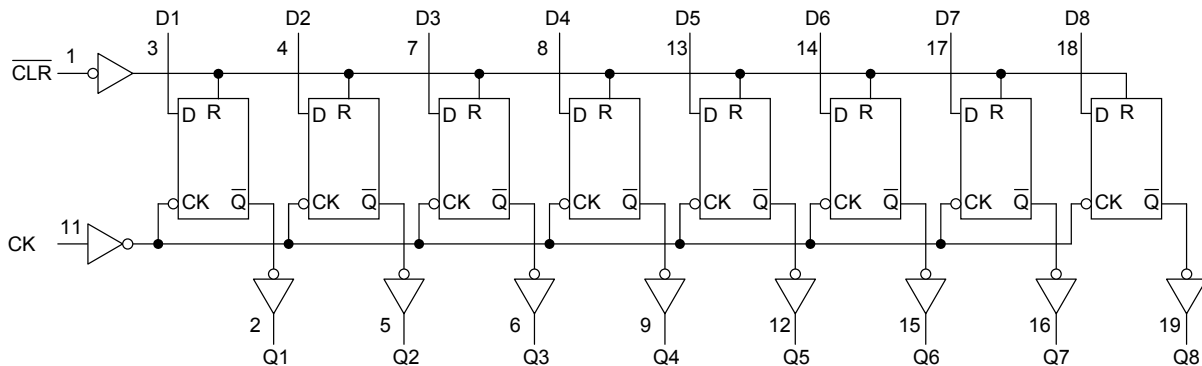 D1 D2 D3 D4 D5 D6 D7 D8
3 4 7 8 13 14 17 18
C̅L̅R̅ 1
D R D R D R D R D R D R D R D R
CK Q̅ CK Q̅ CK Q̅ CK Q̅ CK Q̅ CK Q̅ CK Q̅ CK Q̅
CK 11
2 5 6 9 12 15 16 19
Q1 Q2 Q3 Q4 Q5 Q6 Q7 Q8